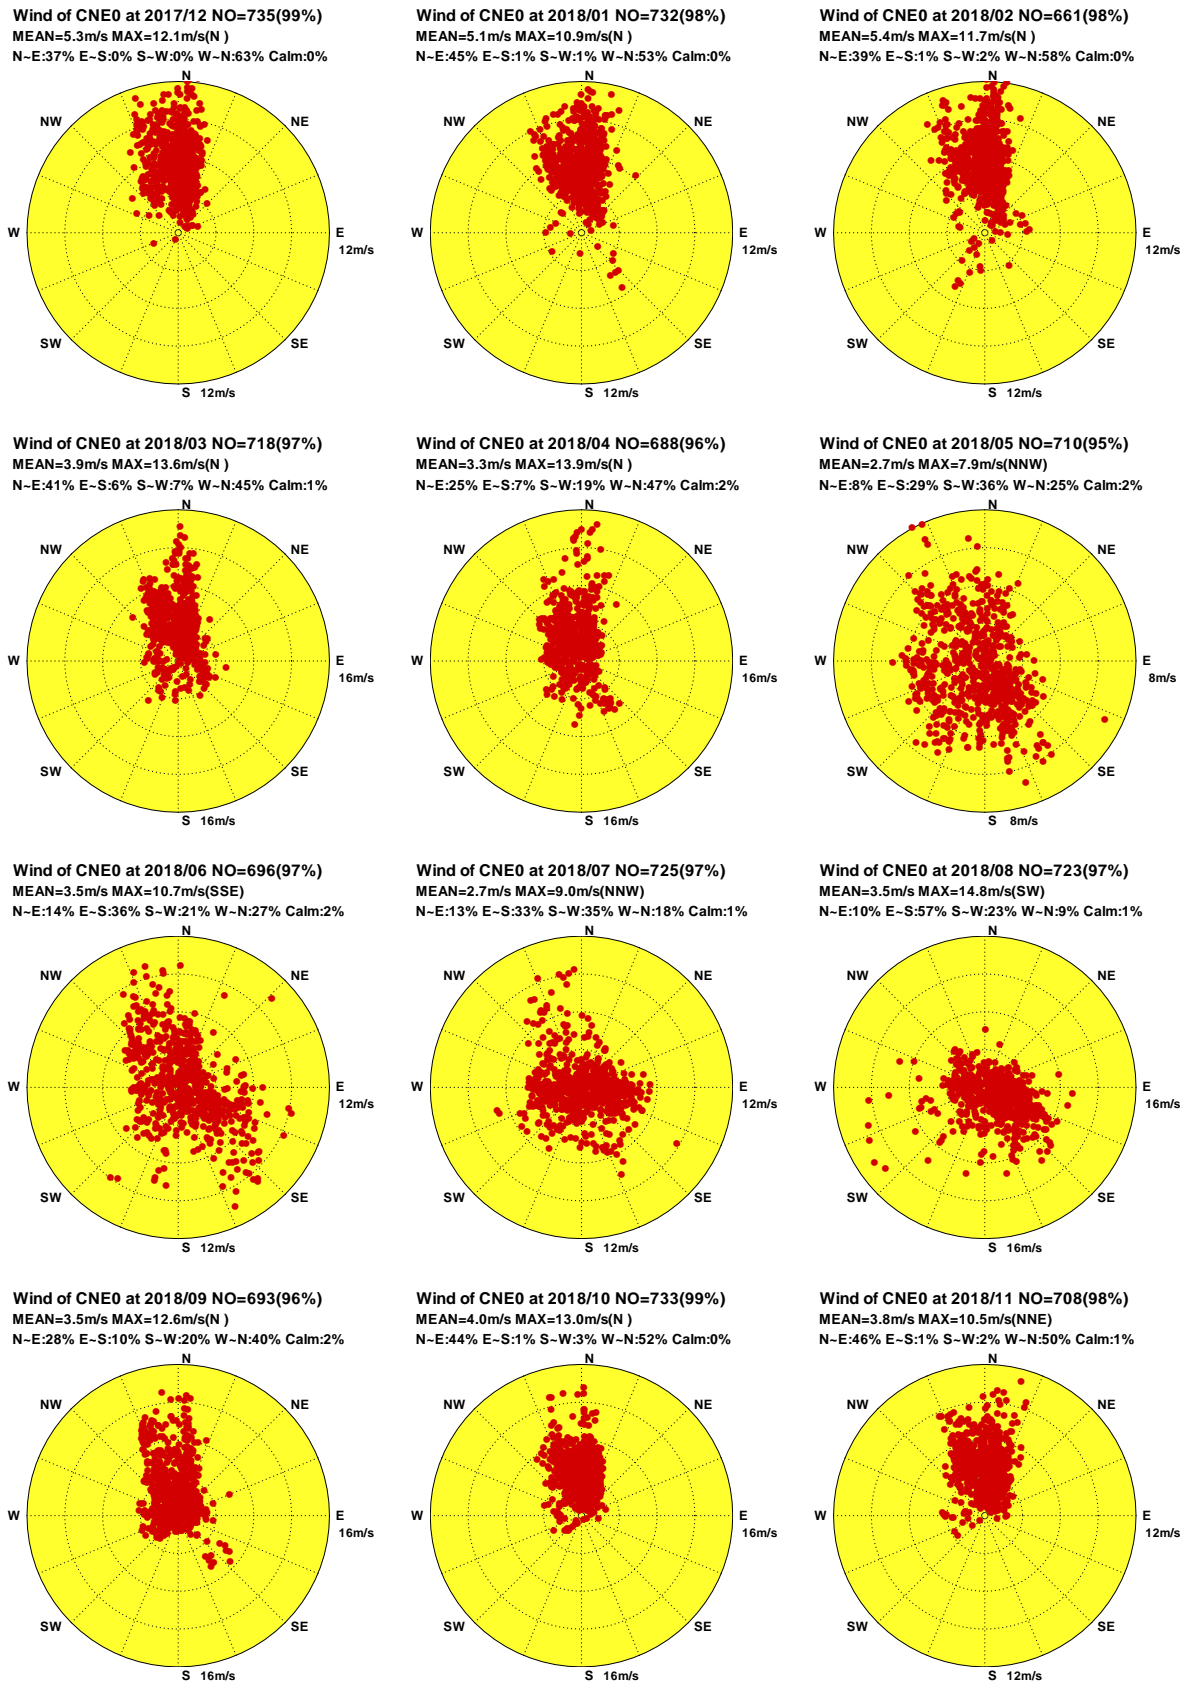 Wind of CNE0 at 2017/12 NO=735(99%)
MEAN=5.3m/s MAX=12.1m/s(N )
N~E:37% E~S:0% S~W:0% W~N:63% Calm:0%
N
NW
NE
W
E
12m/s
SW
SE
S 12m/s
Wind of CNE0 at 2018/01 NO=732(98%)
MEAN=5.1m/s MAX=10.9m/s(N )
N~E:45% E~S:1% S~W:1% W~N:53% Calm:0%
N
NW
NE
W
E
12m/s
SW
SE
S 12m/s
Wind of CNE0 at 2018/02 NO=661(98%)
MEAN=5.4m/s MAX=11.7m/s(N )
N~E:39% E~S:1% S~W:2% W~N:58% Calm:0%
N
NW
NE
W
E
12m/s
SW
SE
S 12m/s
Wind of CNE0 at 2018/03 NO=718(97%)
MEAN=3.9m/s MAX=13.6m/s(N )
N~E:41% E~S:6% S~W:7% W~N:45% Calm:1%
N
NW
NE
W
E
16m/s
SW
SE
S 16m/s
Wind of CNE0 at 2018/04 NO=688(96%)
MEAN=3.3m/s MAX=13.9m/s(N )
N~E:25% E~S:7% S~W:19% W~N:47% Calm:2%
N
NW
NE
W
E
16m/s
SW
SE
S 16m/s
Wind of CNE0 at 2018/05 NO=710(95%)
MEAN=2.7m/s MAX=7.9m/s(NNW)
N~E:8% E~S:29% S~W:36% W~N:25% Calm:2%
N
NW
NE
W
E
8m/s
SW
SE
S 8m/s
Wind of CNE0 at 2018/06 NO=696(97%)
MEAN=3.5m/s MAX=10.7m/s(SSE)
N~E:14% E~S:36% S~W:21% W~N:27% Calm:2%
N
NW
NE
W
E
12m/s
SW
SE
S 12m/s
Wind of CNE0 at 2018/07 NO=725(97%)
MEAN=2.7m/s MAX=9.0m/s(NNW)
N~E:13% E~S:33% S~W:35% W~N:18% Calm:1%
N
NW
NE
W
E
12m/s
SW
SE
S 12m/s
Wind of CNE0 at 2018/08 NO=723(97%)
MEAN=3.5m/s MAX=14.8m/s(SW)
N~E:10% E~S:57% S~W:23% W~N:9% Calm:1%
N
NW
NE
W
E
16m/s
SW
SE
S 16m/s
Wind of CNE0 at 2018/09 NO=693(96%)
MEAN=3.5m/s MAX=12.6m/s(N )
N~E:28% E~S:10% S~W:20% W~N:40% Calm:2%
N
NW
NE
W
E
16m/s
SW
SE
S 16m/s
Wind of CNE0 at 2018/10 NO=733(99%)
MEAN=4.0m/s MAX=13.0m/s(N )
N~E:44% E~S:1% S~W:3% W~N:52% Calm:0%
N
NW
NE
W
E
16m/s
SW
SE
S 16m/s
Wind of CNE0 at 2018/11 NO=708(98%)
MEAN=3.8m/s MAX=10.5m/s(NNE)
N~E:46% E~S:1% S~W:2% W~N:50% Calm:1%
N
NW
NE
W
E
12m/s
SW
SE
S 12m/s